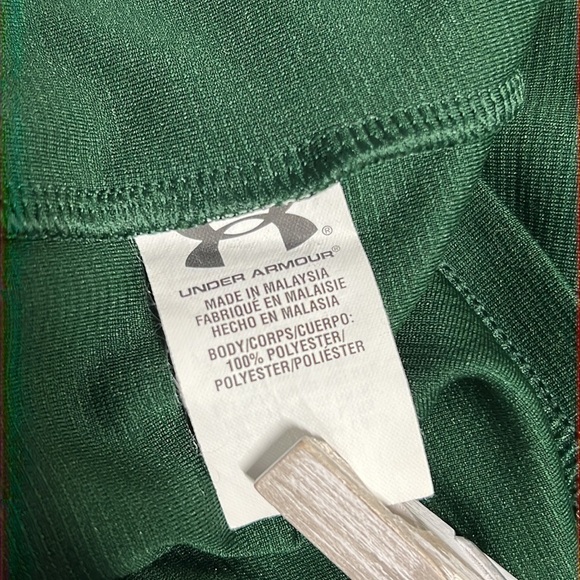 ®
UNDER ARMOUR®
MADE IN MALAYSIA
FABRIQUÉ EN MALAISIE
HECHO EN MALASIA
BODY/CORPS/CUERPO:
100% POLYESTER/
POLYESTER/POLIÉSTER